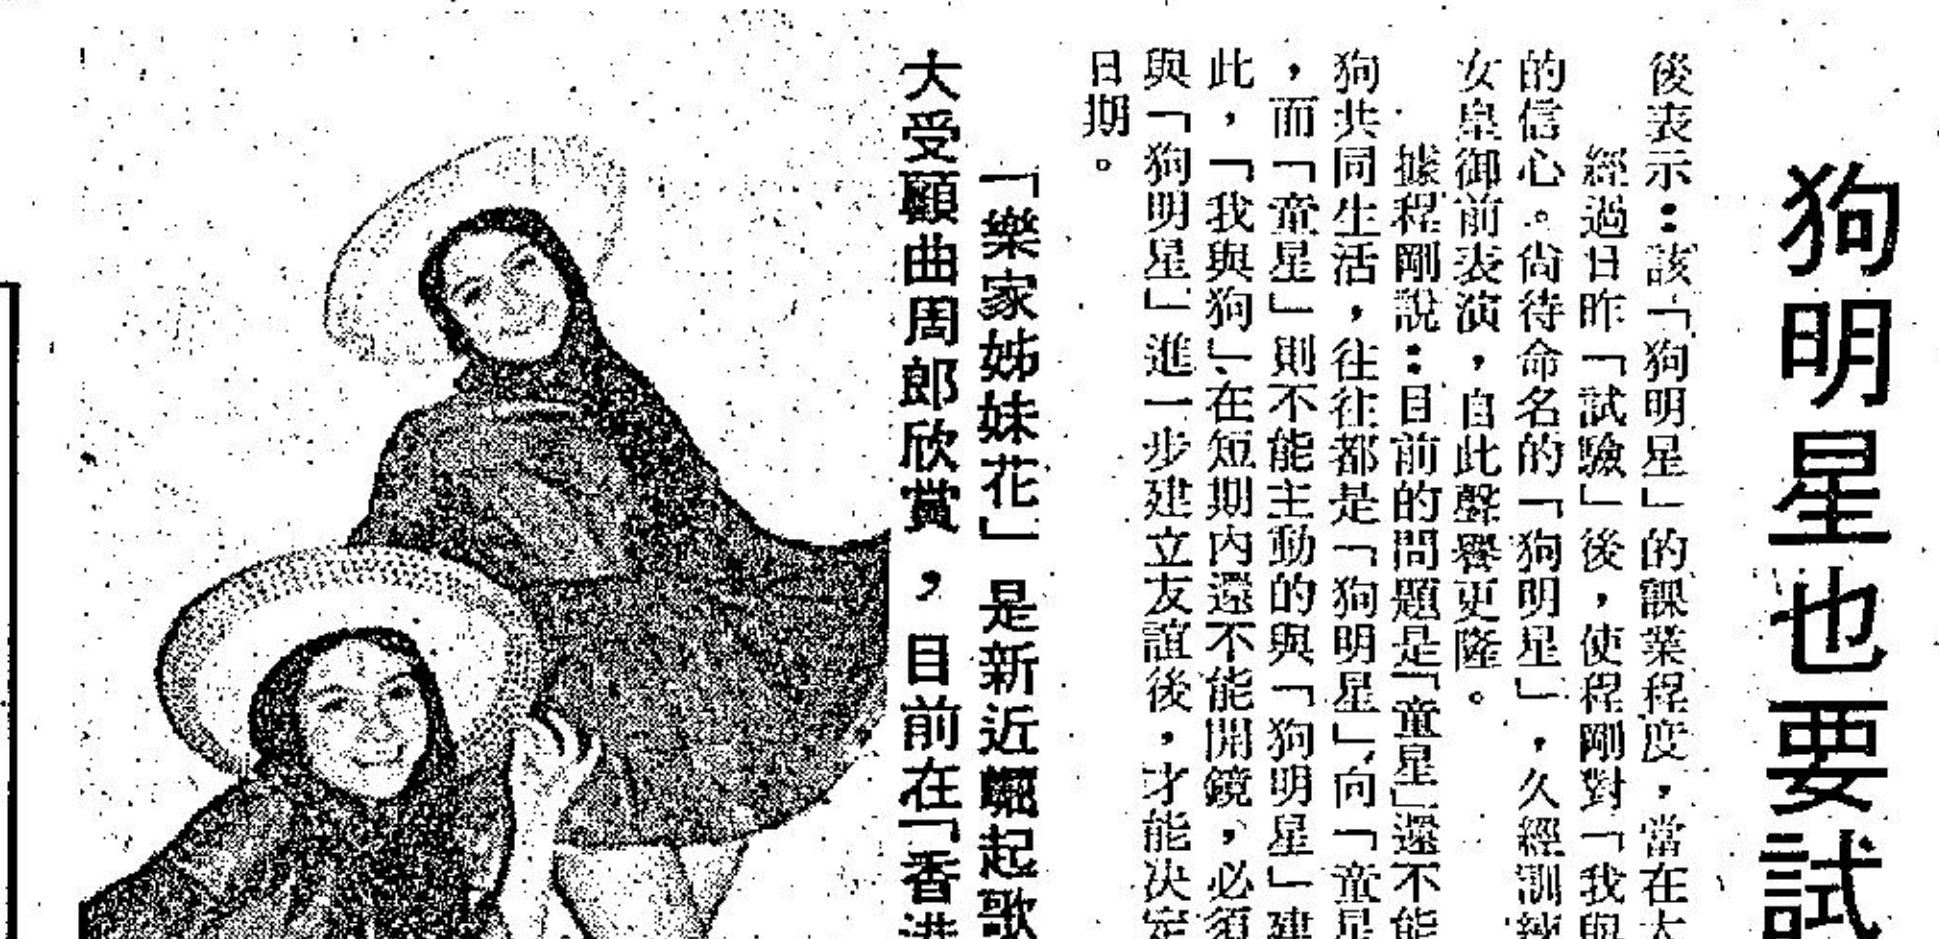 狗明星也要試
後表示：該「狗明星」的課業程度，當在大
經過日昨「試驗」後，使程剛對「我與
的信心。尙待命名的「狗明星」，久經訓練
女皇御前表演，自此聲譽更隆。
據程剛說：目前的問題是「童星」還不能
狗共同生活，往往都是「狗明星」向「童星
，而「童星」則不能主動的與「狗明星」建
此，「我與狗」在短期內還不能開鏡，必須
與「狗明星」進一步建立友誼後，才能決定
日期。
「樂家姊妹花」是新近崛起歌
大受顧曲周郎欣賞，目前在「香港